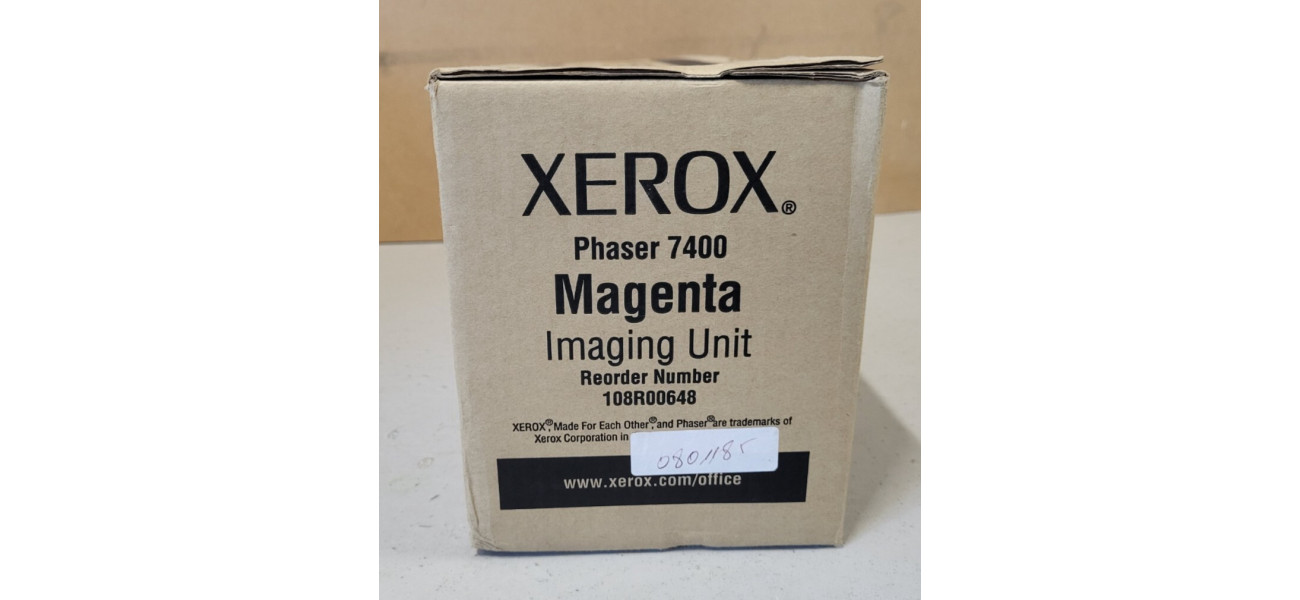 XEROX®
Phaser 7400
Magenta
Imaging Unit
Reorder Number
108R00648
XEROX®, Made For Each Other®, and Phaser® are trademarks of
Xerox Corporation in
www.xerox.com/office